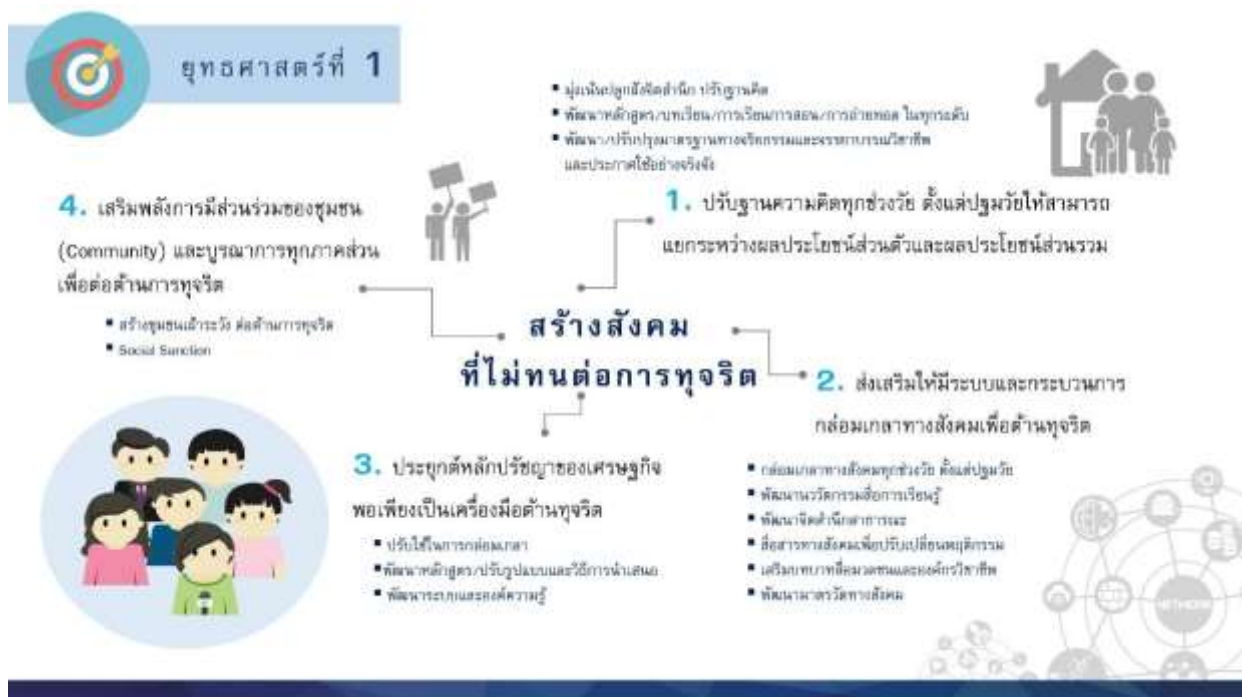 ยุทธศาสตร์ที่ 1
▪ มุ่งเน้นปลูกฝังจิตสำนึก ปรับฐานคิด
▪ พัฒนาหลักสูตร/บทเรียน/การเรียนการสอน/การถ่ายทอด ในทุกระดับ
▪ พัฒนา/ปรับปรุงมาตรฐานทางจริยธรรมและจรรยาบรรณวิชาชีพ
และประกาศใช้อย่างจริงจัง
1. ปรับฐานความคิดทุกช่วงวัย ตั้งแต่ปฐมวัยให้สามารถ
แยกระหว่างผลประโยชน์ส่วนตัวและผลประโยชน์ส่วนรวม
4. เสริมพลังการมีส่วนร่วมของชุมชน
(Community) และบูรณาการทุกภาคส่วน
เพื่อต่อต้านการทุจริต
▪ สร้างชุมชนเฝ้าระวัง ต่อต้านการทุจริต
▪ Social Sanction
สร้างสังคม
ที่ไม่ทนต่อการทุจริต
2. ส่งเสริมให้มีระบบและกระบวนการ
กล่อมเกลาทางสังคมเพื่อต้านทุจริต
▪ กล่อมเกลาทางสังคมทุกช่วงวัย ตั้งแต่ปฐมวัย
▪ พัฒนานวัตกรรมสื่อการเรียนรู้
▪ พัฒนาจิตสำนึกสาธารณะ
▪ สื่อสารทางสังคมเพื่อปรับเปลี่ยนพฤติกรรม
▪ เสริมบทบาทสื่อมวลชนและองค์กรวิชาชีพ
▪ พัฒนามาตรวัดทางสังคม
3. ประยุกต์หลักปรัชญาของเศรษฐกิจ
พอเพียงเป็นเครื่องมือต้านทุจริต
▪ ปรับใช้ในการกล่อมเกลา
▪ พัฒนาหลักสูตร/ปรับรูปแบบและวิธีการนำเสนอ
▪ พัฒนาระบบและองค์ความรู้
NETWORK